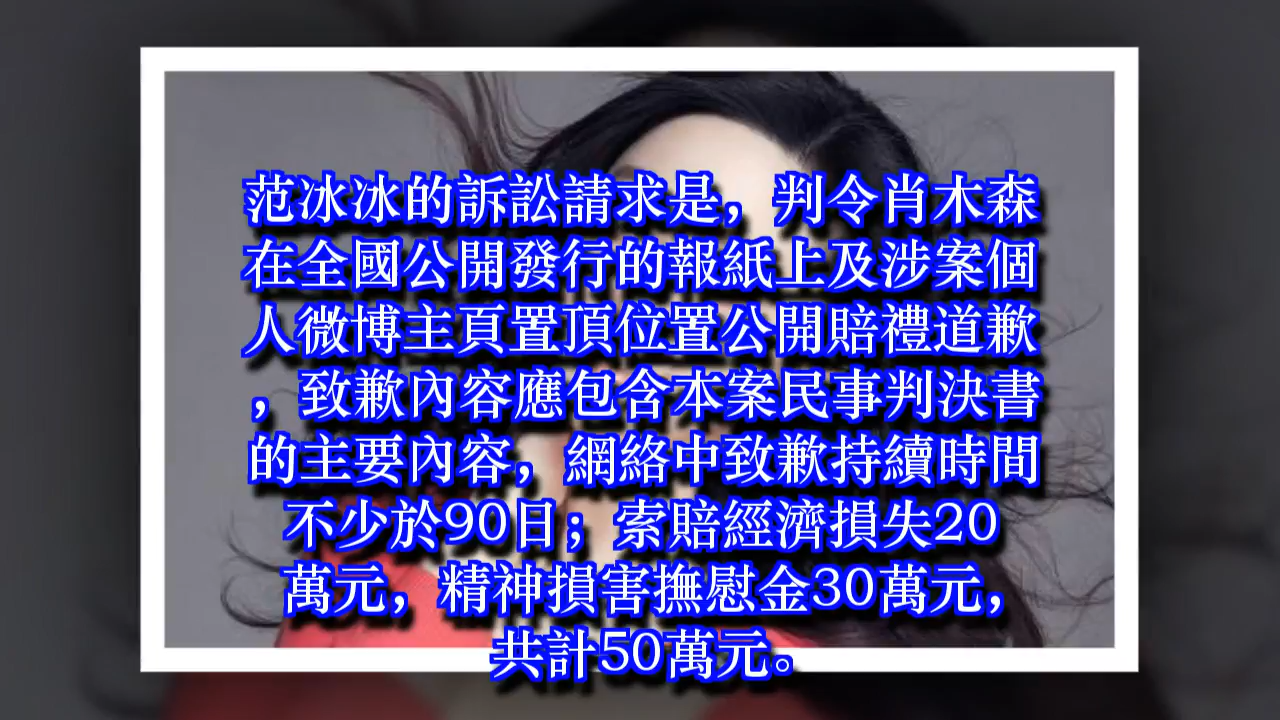 范冰冰的訴訟請求是，判令肖木森
在全國公開發行的報紙上及涉案個
人微博主頁置頂位置公開賠禮道歉
，致歉內容應包含本案民事判決書
的主要內容，網絡中致歉持續時間
不少於90日；索賠經濟損失20
萬元，精神損害撫慰金30萬元，
共計50萬元。